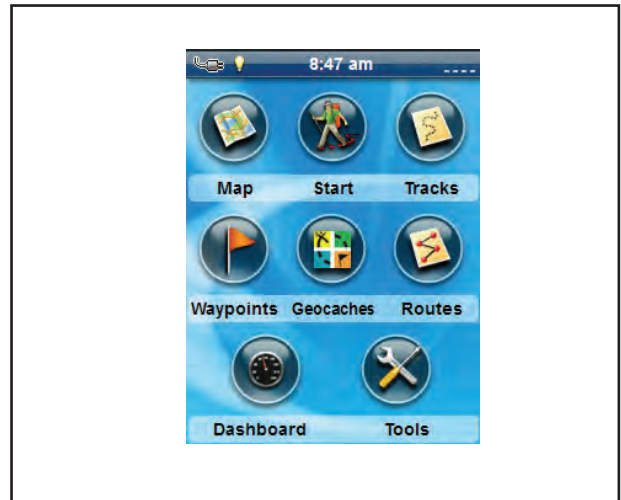 8:47 am
Map Start Tracks
Waypoints Geocaches Routes
Dashboard Tools